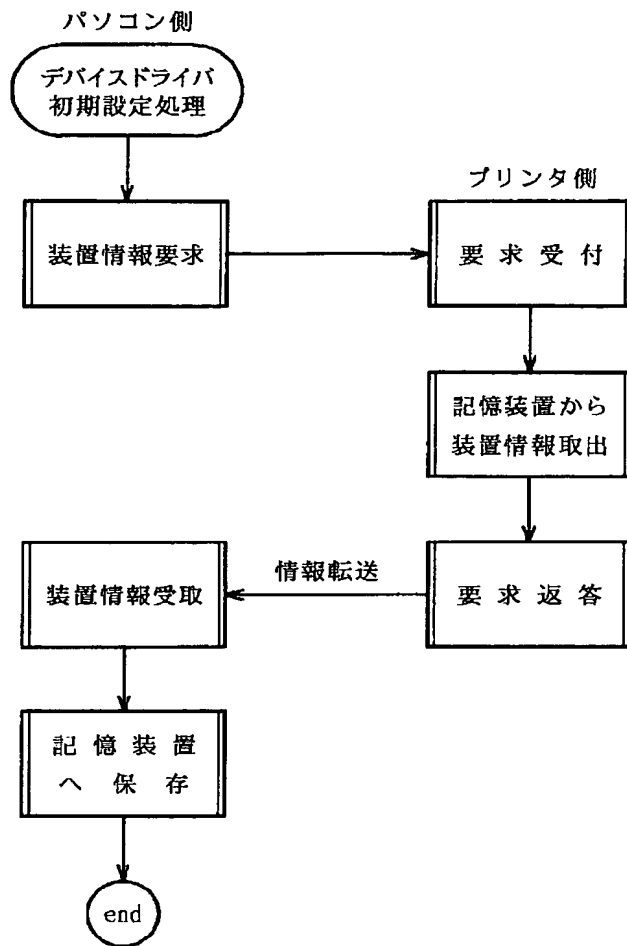 パソコン側
デバイスドライバ
初期設定処理
プリンタ側
装置情報要求
要求受付
記憶装置から
装置情報取出
情報転送
装置情報受取
要求返答
記憶装置
へ保存
end